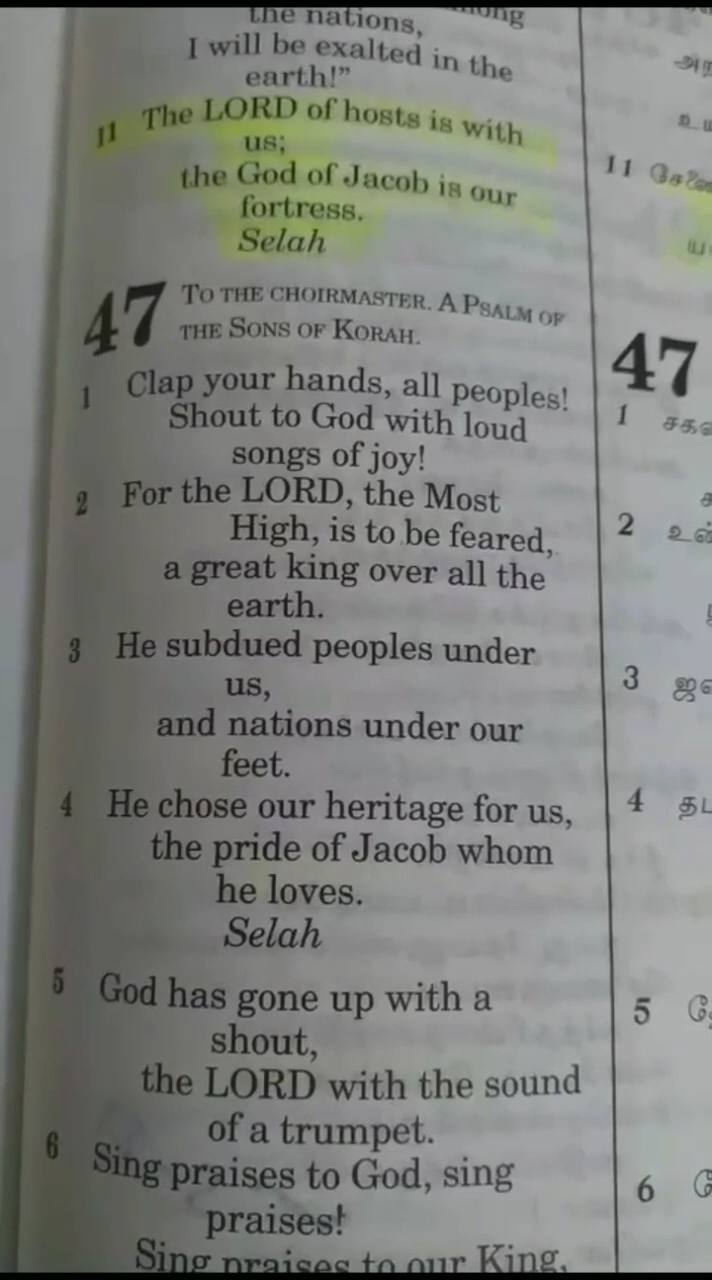 among
the nations,
I will be exalted in the
earth!”
11 The LORD of hosts is with
us;
the God of Jacob is our
fortress.
Selah
47 TO THE CHOIRMASTER. A PSALM OF
THE SONS OF KORAH.
1 Clap your hands, all peoples!
Shout to God with loud
songs of joy!
2 For the LORD, the Most
High, is to be feared,
a great king over all the
earth.
3 He subdued peoples under
us,
and nations under our
feet.
4 He chose our heritage for us,
the pride of Jacob whom
he loves.
Selah
5 God has gone up with a
shout,
the LORD with the sound
of a trumpet.
6 Sing praises to God, sing
praises!
Sing praises to our King,
11
47
1
2
3
4
5
6